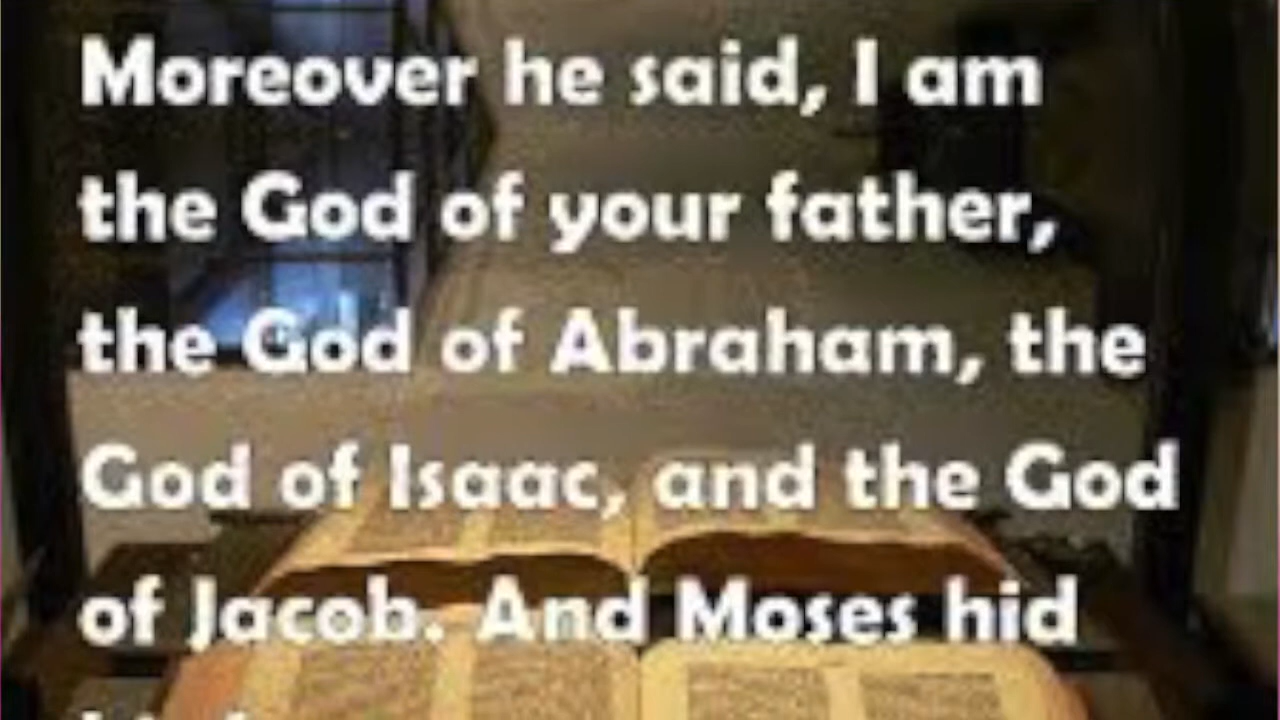 Moreover he said, I am
the God of your father,
the God of Abraham, the
God of Isaac, and the God
of Jacob. And Moses hid